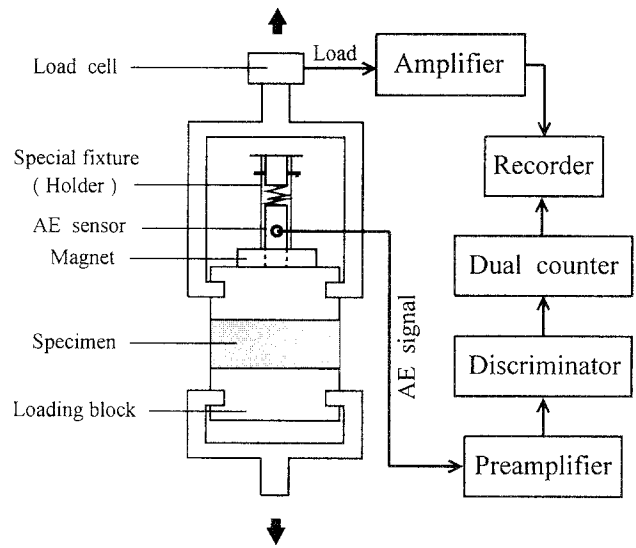 Load cell
Load
Amplifier
Special fixture
( Holder )
AE sensor
Magnet
Specimen
Loading block
AE signal
Recorder
Dual counter
Discriminator
Preamplifier